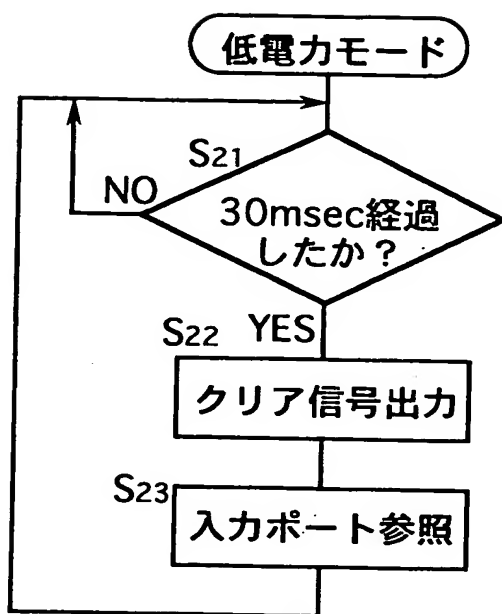 低電力モード
S21
NO
30msec経過
したか？
S22
YES
クリア信号出力
S23
入力ポート参照